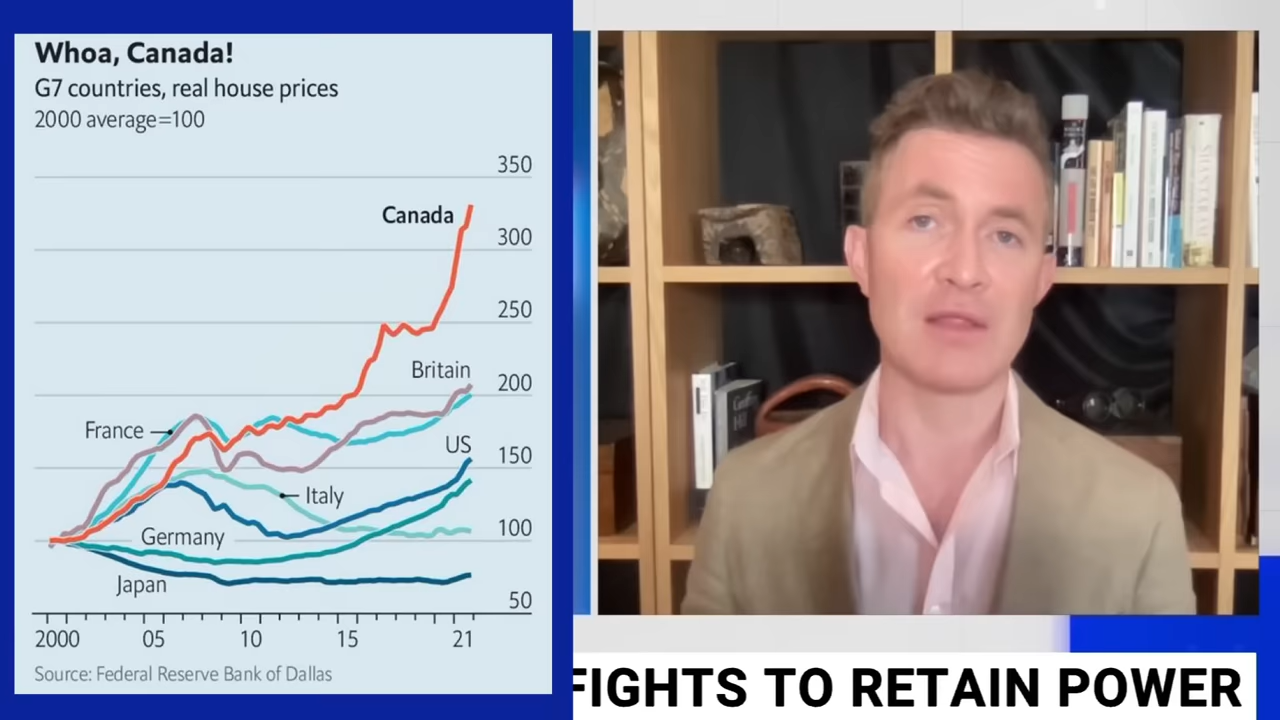 Whoa, Canada!
G7 countries, real house prices
2000 average=100
350
Canada
300
250
Britain
200
France
US
150
Italy
100
Germany
Japan
50
2000 05 10 15 21
Source: Federal Reserve Bank of Dallas
SHANTARAM
FIGHTS TO RETAIN POWER